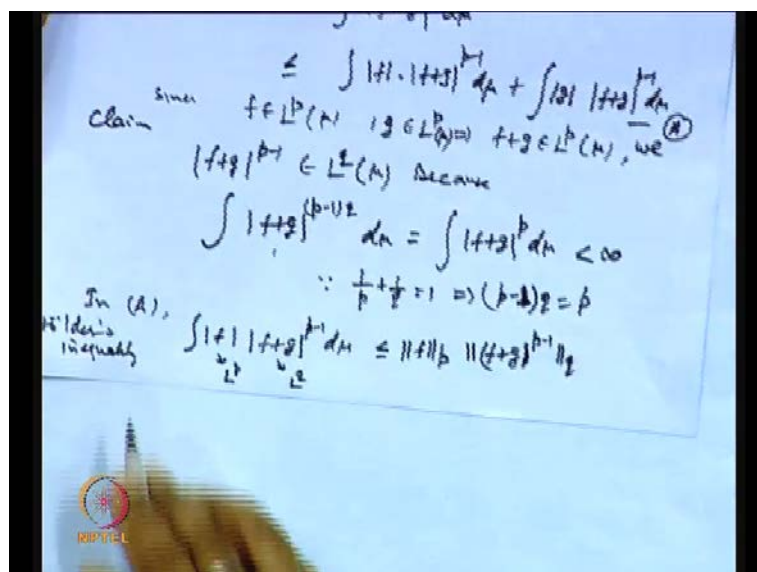 ≤ ∫ |f|·|f+g|^{p-1} dμ + ∫ |g| |f+g|^{p-1} dμ
Since f ∈ L^p(μ), g ∈ L^p(μ) ⇒ f+g ∈ L^p(μ), we (A)
Claim |f+g|^{p-1} ∈ L^q(μ) because
∫ |f+g|^{(p-1)q} dμ = ∫ |f+g|^p dμ < ∞
∵ 1/p + 1/q = 1 ⇒ (p-1)q = p
In (A),
Hölder's inequality ∫ |f| |f+g|^{p-1} dμ ≤ ||f||_p ||(f+g)^{p-1}||_q
L^p L^q
NPTEL